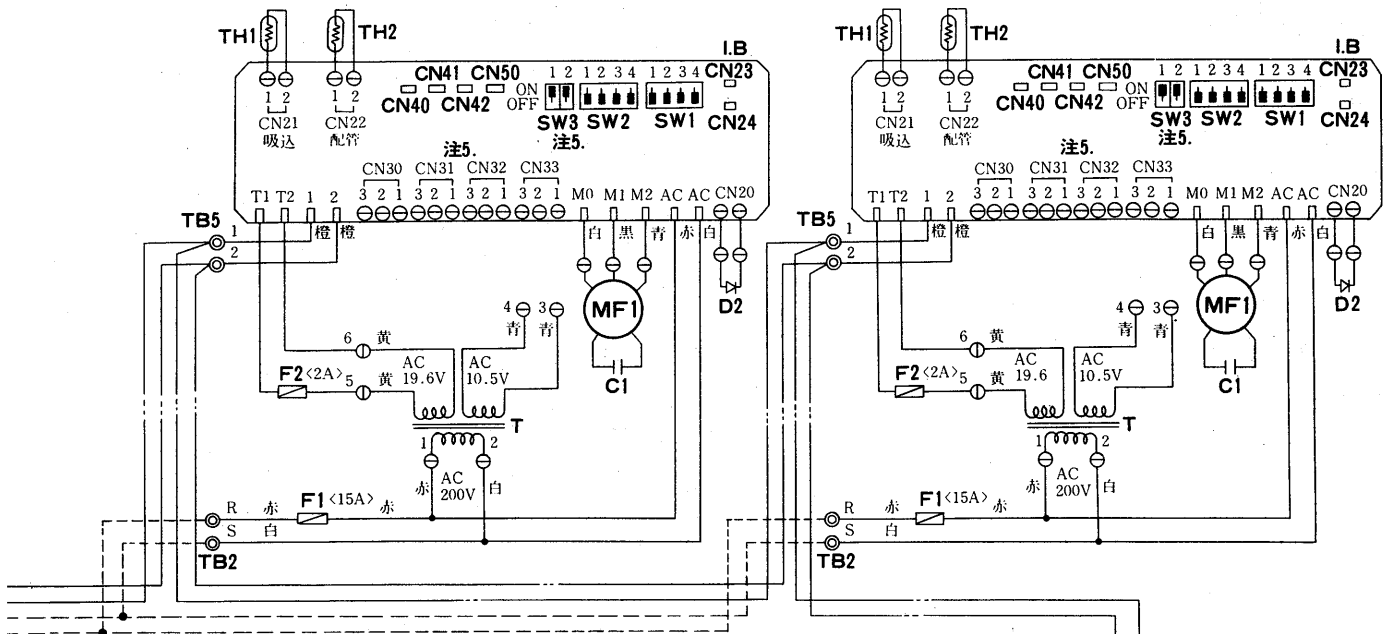 TH1 TH2
I.B
CN41 CN50 1 2 1 2 3 4 1 2 3 4 CN23
ON
CN40 CN42 OFF
1 2 1 2
CN21 CN22 SW3 SW2 SW1 CN24
吸込 配管 注5.
注5.
CN30 CN31 CN32 CN33
T1 T2 1 2 3 2 1 3 2 1 3 2 1 3 2 1 M0 M1 M2 AC AC CN20
TB5 1 橙 橙 白 黒 青 赤 白
2
MF1 D2
4 3
青 青
6 黄
AC 19.6V AC 10.5V
F2 <2A> 5 黄
C1
T
1 2
AC 200V
赤 白
R 赤 F1 <15A> 赤
S 白
TB2
TH1 TH2
I.B
CN41 CN50 1 2 1 2 3 4 1 2 3 4 CN23
ON
CN40 CN42 OFF
1 2 1 2
CN21 CN22 SW3 SW2 SW1 CN24
吸込 配管 注5.
注5.
CN30 CN31 CN32 CN33
T1 T2 1 2 3 2 1 3 2 1 3 2 1 3 2 1 M0 M1 M2 AC AC CN20
TB5 1 橙 橙 白 黒 青 赤 白
2
MF1 D2
4 3
青 青
6 黄
AC 19.6 AC 10.5V
F2 <2A> 5 黄
C1
T
1 2
AC 200V
赤 白
R 赤 F1 <15A> 赤
S 白
TB2